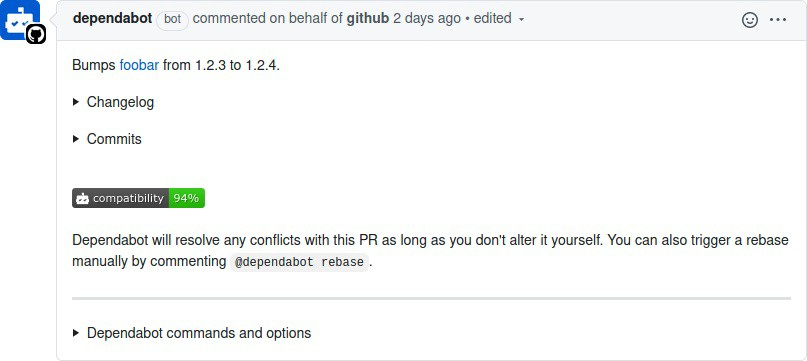 dependabot bot commented on behalf of github 2 days ago • edited
Bumps foobar from 1.2.3 to 1.2.4.
Changelog
Commits
compatibility 94%
Dependabot will resolve any conflicts with this PR as long as you don't alter it yourself. You can also trigger a rebase
manually by commenting @dependabot rebase.
Dependabot commands and options